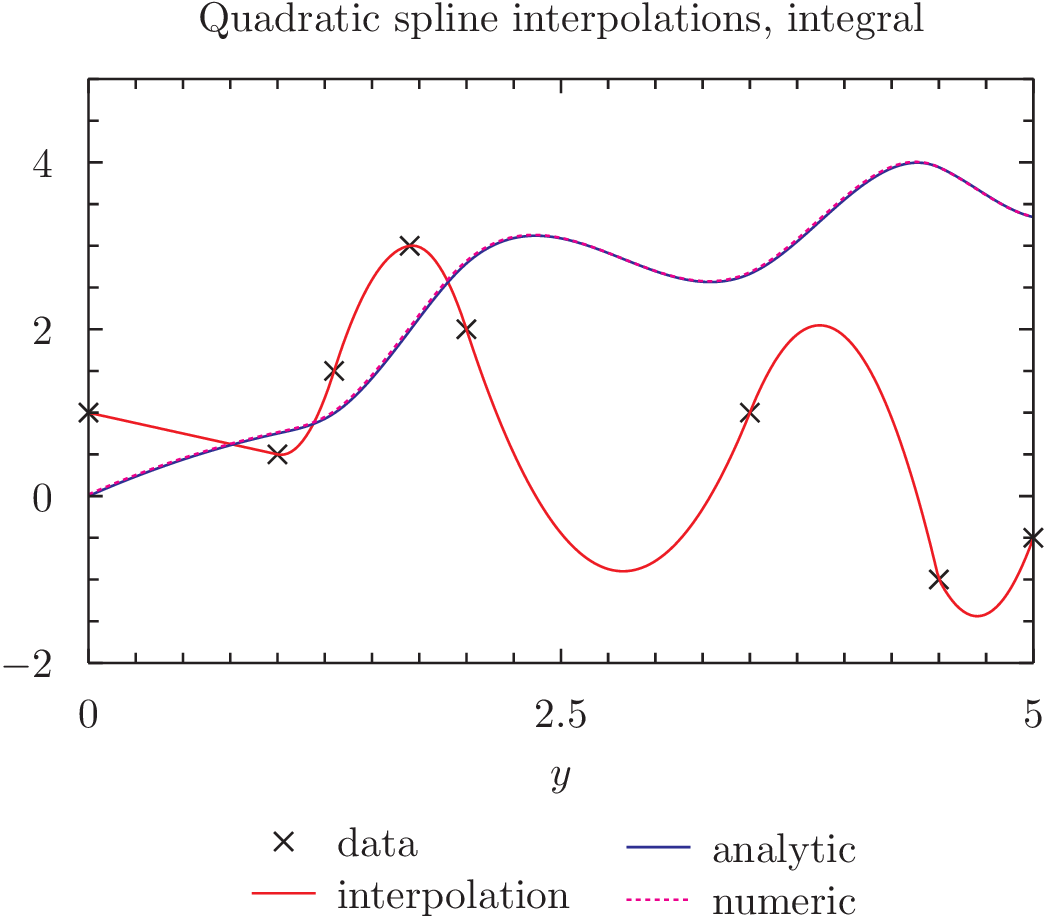 Quadratic spline interpolations, integral
4
2
0
−2
0 2.5 5
y
data analytic
interpolation numeric